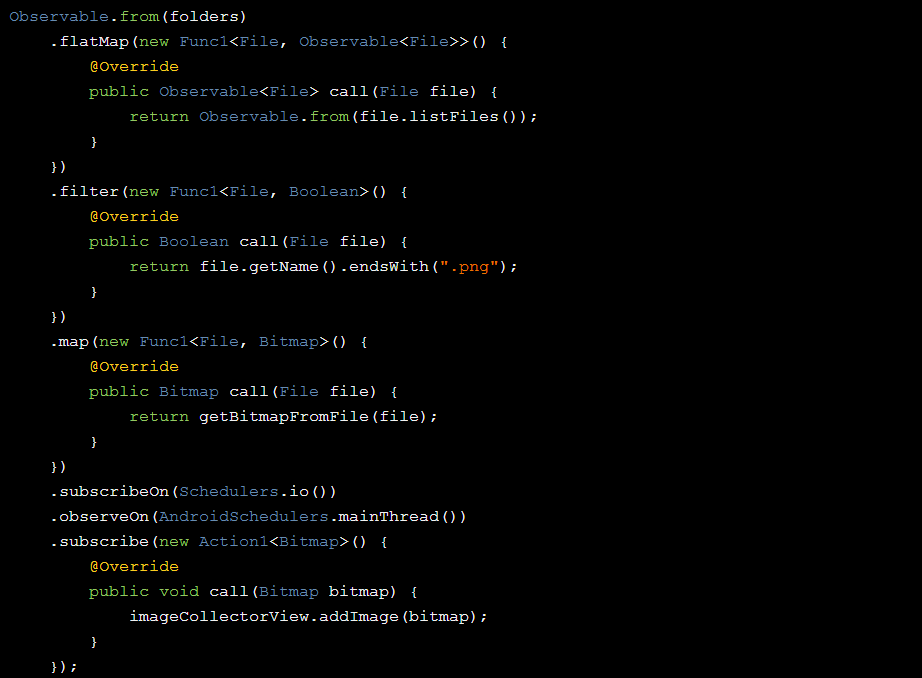 Observable.from(folders)
    .flatMap(new Func1<File, Observable<File>>() {
        @Override
        public Observable<File> call(File file) {
            return Observable.from(file.listFiles());
        }
    })
    .filter(new Func1<File, Boolean>() {
        @Override
        public Boolean call(File file) {
            return file.getName().endsWith(".png");
        }
    })
    .map(new Func1<File, Bitmap>() {
        @Override
        public Bitmap call(File file) {
            return getBitmapFromFile(file);
        }
    })
    .subscribeOn(Schedulers.io())
    .observeOn(AndroidSchedulers.mainThread())
    .subscribe(new Action1<Bitmap>() {
        @Override
        public void call(Bitmap bitmap) {
            imageCollectorView.addImage(bitmap);
        }
    });